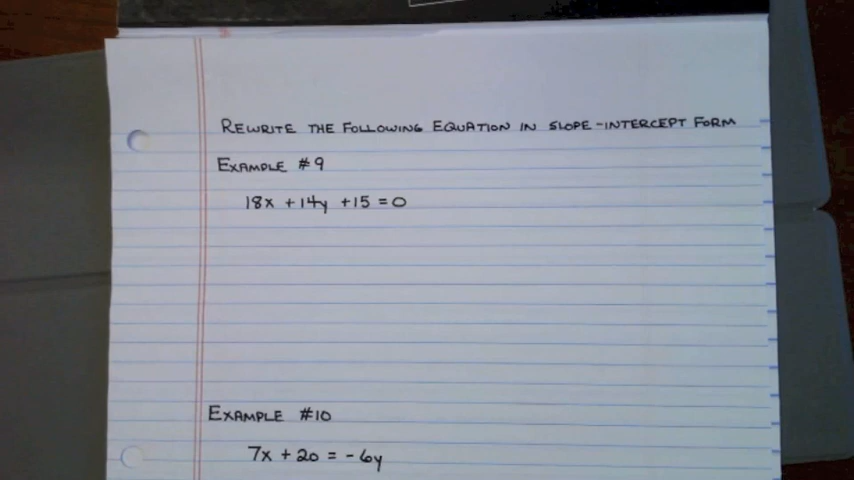 REWRITE THE FOLLOWING EQUATION IN SLOPE-INTERCEPT FORM
EXAMPLE #9
18x + 14y + 15 = 0
EXAMPLE #10
7x + 20 = -6y